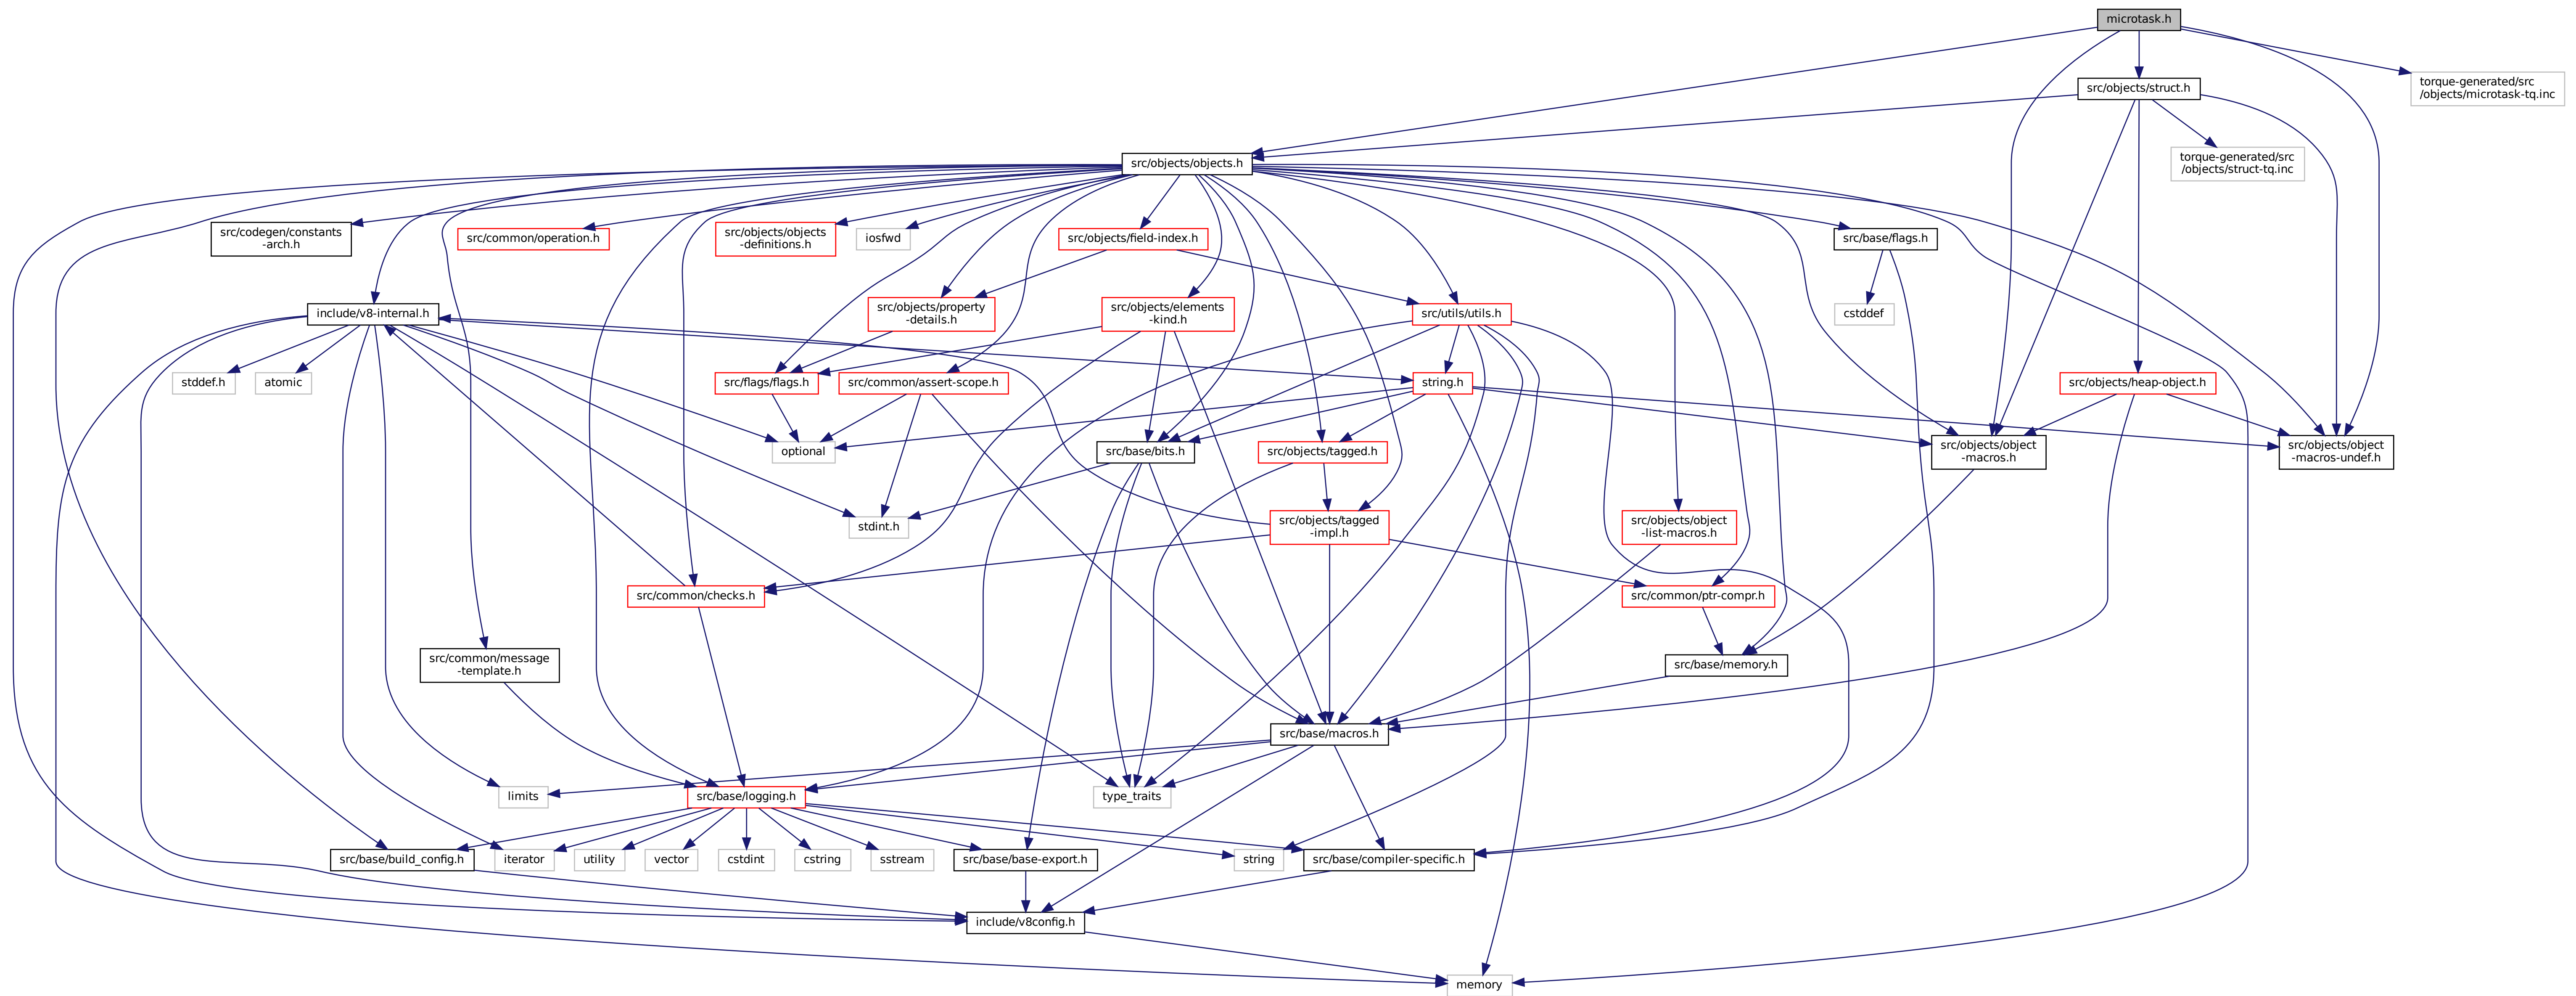 microtask.h
src/objects/struct.h
torque-generated/src
/objects/microtask-tq.inc
src/objects/objects.h
torque-generated/src
/objects/struct-tq.inc
src/codegen/constants
-arch.h
src/common/operation.h
src/objects/objects
-definitions.h
iosfwd
src/objects/field-index.h
src/base/flags.h
include/v8-internal.h
src/objects/property
-details.h
src/objects/elements
-kind.h
src/utils/utils.h
cstddef
stddef.h
atomic
src/flags/flags.h
src/common/assert-scope.h
string.h
src/objects/heap-object.h
optional
src/base/bits.h
src/objects/tagged.h
src/objects/object
-macros.h
src/objects/object
-macros-undef.h
stdint.h
src/objects/tagged
-impl.h
src/objects/object
-list-macros.h
src/common/checks.h
src/common/ptr-compr.h
src/common/message
-template.h
src/base/memory.h
src/base/macros.h
limits
src/base/logging.h
type_traits
src/base/build_config.h
iterator
utility
vector
cstdint
cstring
sstream
src/base/base-export.h
string
src/base/compiler-specific.h
include/v8config.h
memory